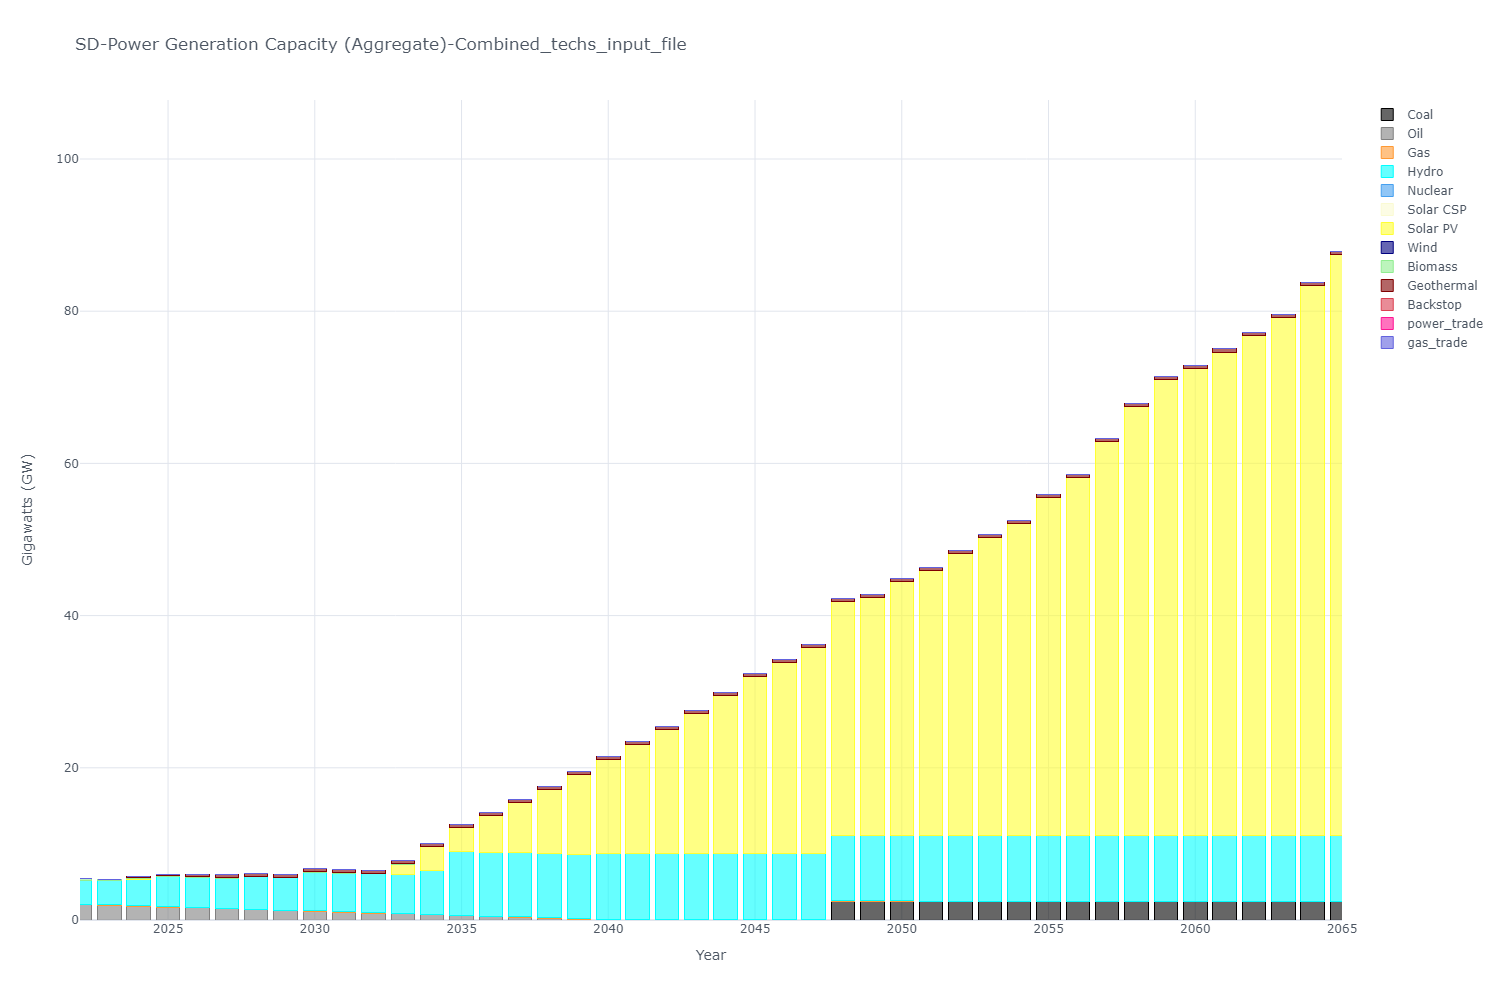 SD-Power Generation Capacity (Aggregate)-Combined_techs_input_file
100
80
60
40
20
0
Gigawatts (GW)
2025
2030
2035
2040
2045
2050
2055
2060
2065
Year
Coal
Oil
Gas
Hydro
Nuclear
Solar CSP
Solar PV
Wind
Biomass
Geothermal
Backstop
power_trade
gas_trade